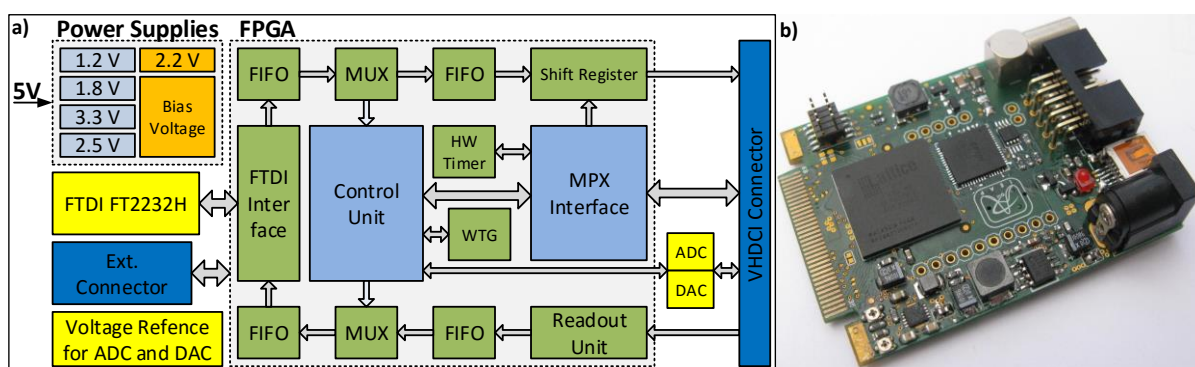 a)
Power Supplies
FPGA
b)
5V
1.2 V
2.2 V
1.8 V
Bias
Voltage
3.3 V
2.5 V
FIFO
MUX
FIFO
Shift Register
FTDI FT2232H
FTDI
Inter
face
Control
Unit
HW
Timer
MPX
Interface
WTG
Ext.
Connector
ADC
DAC
VHDCI Connector
Voltage Refence
for ADC and DAC
FIFO
MUX
FIFO
Readout
Unit